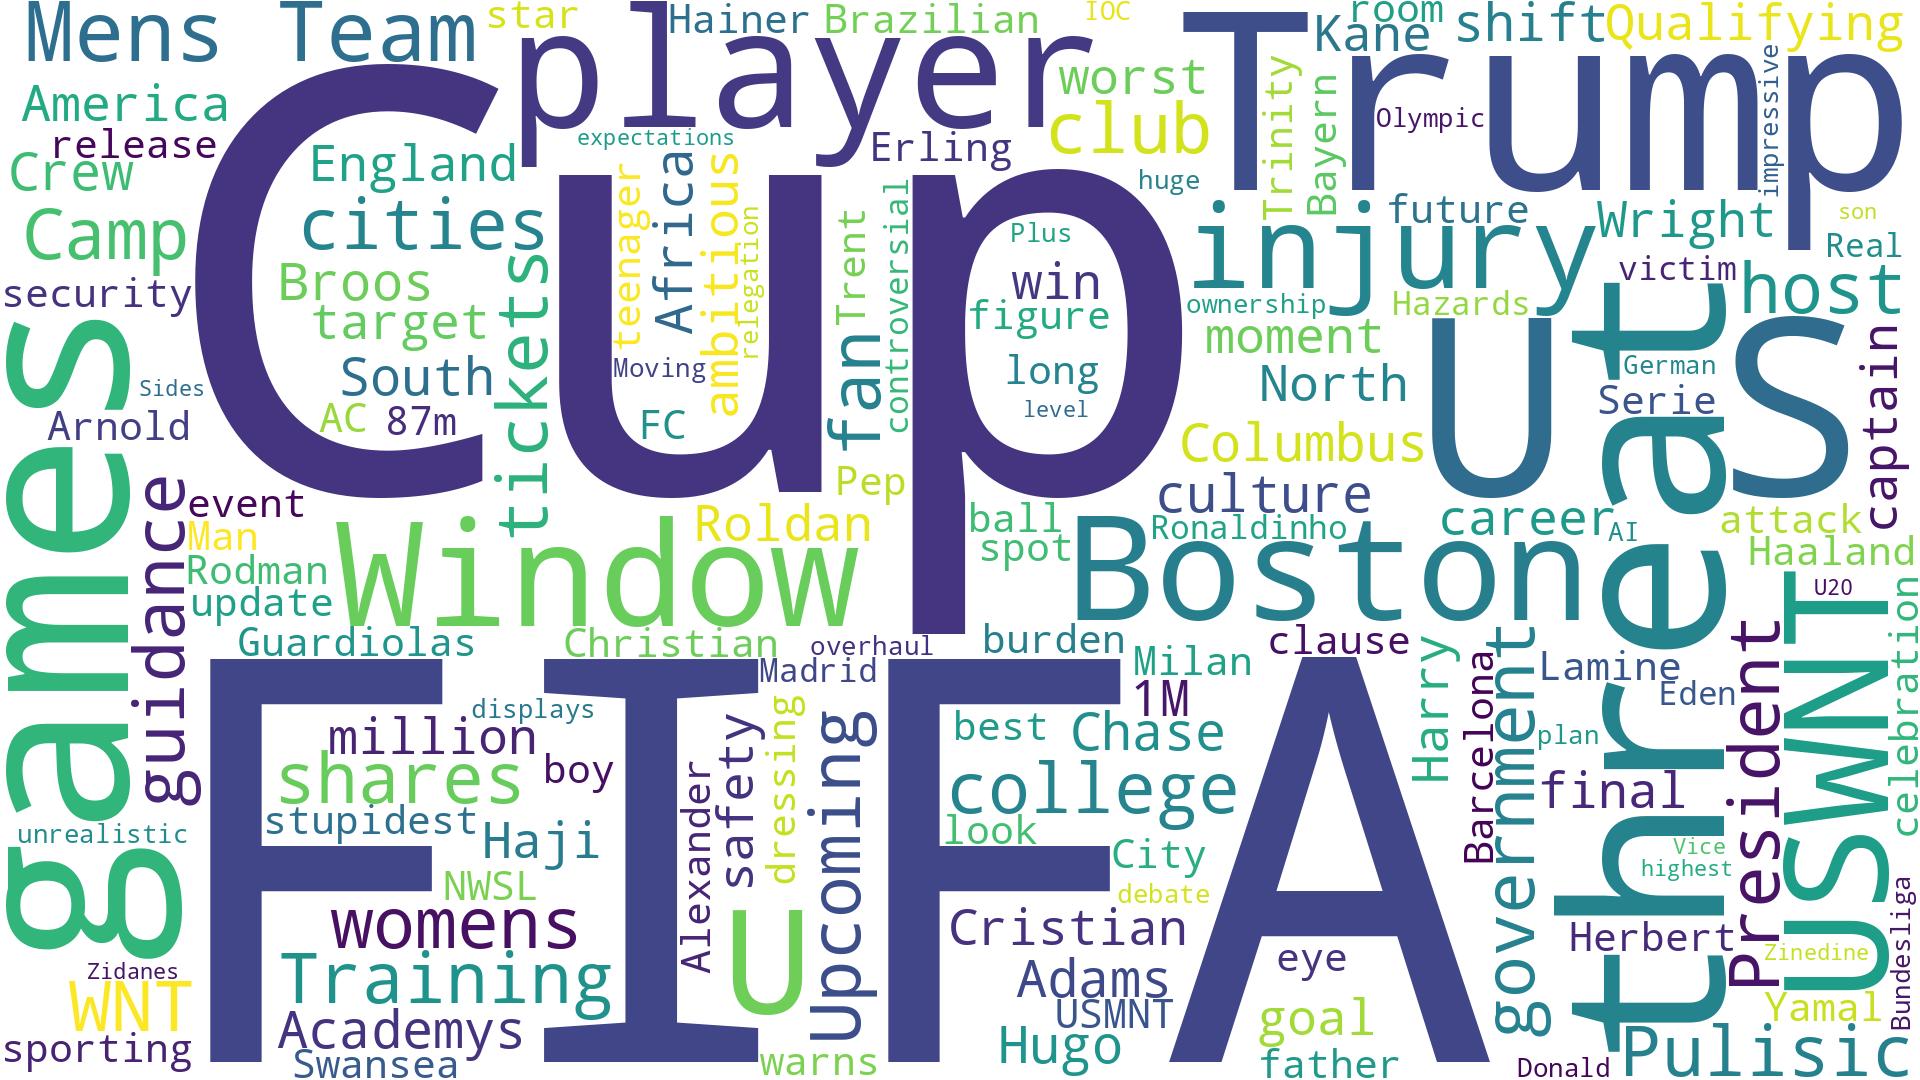 Mens Team
star
player
Hainer
Brazilian
IOC
Trump
Kane
room
shift
Qualifying
America
release
Crew
Camp
security
England
cities
Broos
target
South
AC
87m
tickets
Cup
expectations
teenager
Africa
ambitious
relegation
Moving
FC
Erling
worst
club
huge
Trent
controversial
fan
Pep
Plus
win
figure
long
level
Trinity
Bayern
Olympic
impressive
injury
future
Wright
son
Real
victim
host
ownership
Hazards
moment
North
Columbus
culture
U S
German
Serie
captain
threat
games
Sides
Arnold
guidance
event
Man
Rodman
update
Window
Roldan
ball
spot
Boston
Ronaldinho
career
AI
attack
Haaland
U20
Guardiolas
Christian
overhaul
burden
Milan
clause
Madrid
1M
FIFA
displays
million
shares
boy
stupidest
Haji
NWSL
womens
Training
Academys
Swansea
Alexander
safety
dressing
Upcoming
U
warns
best
Chase
college
look
City
debate
Cristian
Adams
USMNT
Hugo
eye
goal
father
Harry
Barcelona
government
Lamine
Eden
plan
final
Vice
highest
President
USWNT
celebration
Herbert
Zinedine
Yamal
Bundesliga
Donald
Pulisic
unrealistic
Zidanes
WNT
sporting